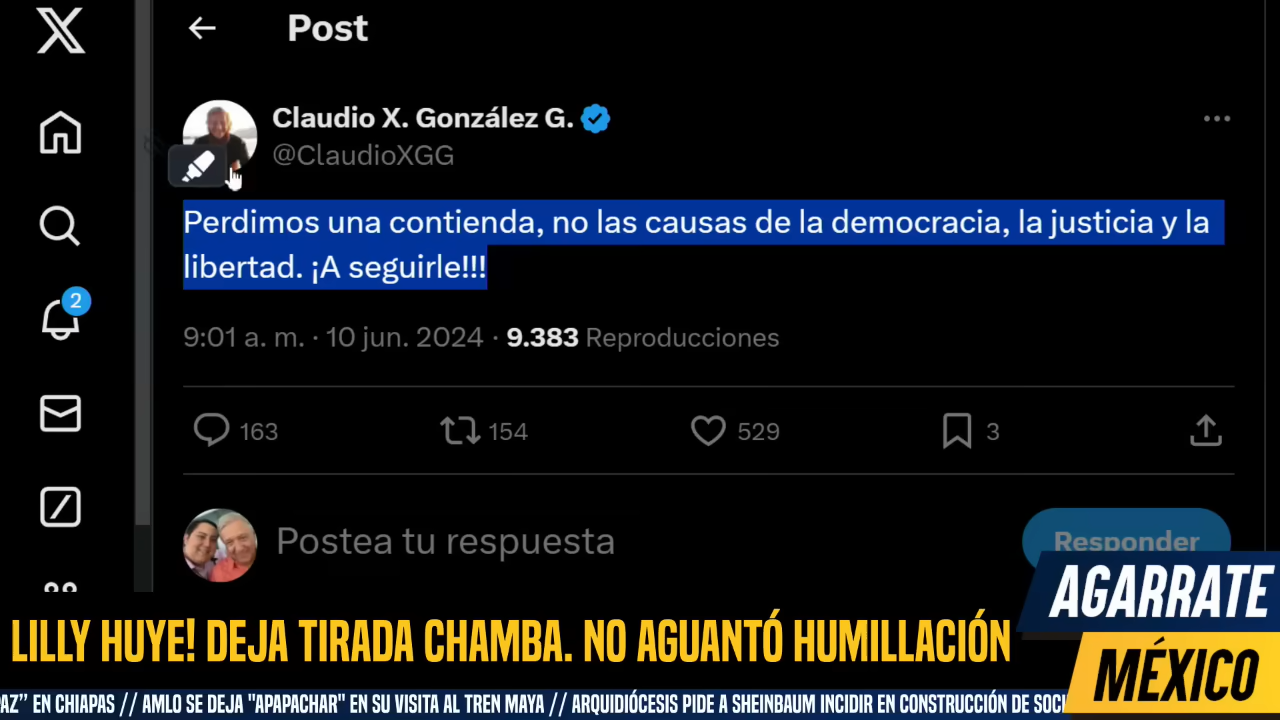 Post
Claudio X. González G.
@ClaudioXGG
Perdimos una contienda, no las causas de la democracia, la justicia y la
libertad. ¡A seguirle!!!
9:01 a. m. · 10 jun. 2024 · 9.383 Reproducciones
163 154 529 3
2
Postea tu respuesta
Responder
AGARRATE
MÉXICO
LILLY HUYE! DEJA TIRADA CHAMBA. NO AGUANTÓ HUMILLACIÓN
PAZ” EN CHIAPAS // AMLO SE DEJA "APAPACHAR" EN SU VISITA AL TREN MAYA // ARQUIDIÓCESIS PIDE A SHEINBAUM INCIDIR EN CONSTRUCCIÓN DE